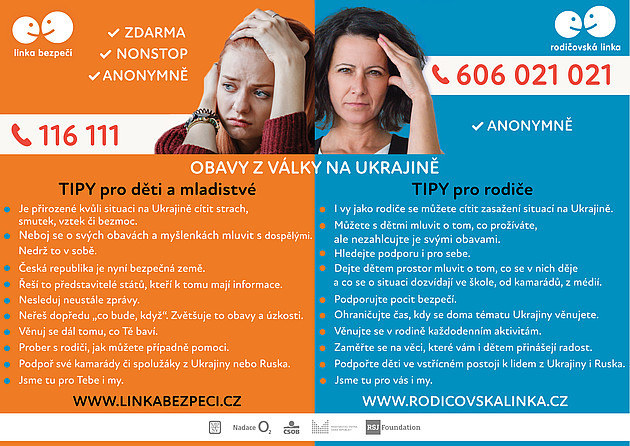 linka bezpečí
ZDARMA
NONSTOP
ANONYMNĚ
116 111
rodičovská linka
606 021 021
ANONYMNĚ
OBAVY Z VÁLKY NA UKRAJINĚ
TIPY pro děti a mladistvé
Je přirozené kvůli situaci na Ukrajině cítit strach,
smutek, vztek či bezmoc.
Neboj se o svých obavách a myšlenkách mluvit s dospělými.
Nedrž to v sobě.
Česká republika je nyní bezpečná země.
Řeší to představitelé států, kteří k tomu mají informace.
Nesleduj neustále zprávy.
Neřeš dopředu „co bude, když“. Zvětšuje to obavy a úzkosti.
Věnuj se dál tomu, co Tě baví.
Prober s rodiči, jak můžete případně pomoci.
Podpoř své kamarády či spolužáky z Ukrajiny nebo Ruska.
Jsme tu pro Tebe i my.
WWW.LINKABEZPECI.CZ
TIPY pro rodiče
I vy jako rodiče se můžete cítit zasažení situací na Ukrajině.
Můžete s dětmi mluvit o tom, co prožíváte,
ale nezahlcujte je svými obavami.
Hledejte podporu i pro sebe.
Dejte dětem prostor mluvit o tom, co se v nich děje
a co se o situaci dozvídají ve škole, od kamarádů, z médií.
Podporujte pocit bezpečí.
Ohraničujte čas, kdy se doma tématu Ukrajiny věnujete.
Věnujte se v rodině každodenním aktivitám.
Zaměřte se na věci, které vám i dětem přinášejí radost.
Podpořte děti ve vstřícném postoji k lidem z Ukrajiny i Ruska.
Jsme tu pro vás i my.
WWW.RODICOVSKALINKA.CZ
Nadace O2
ČSOB
RSJ Foundation